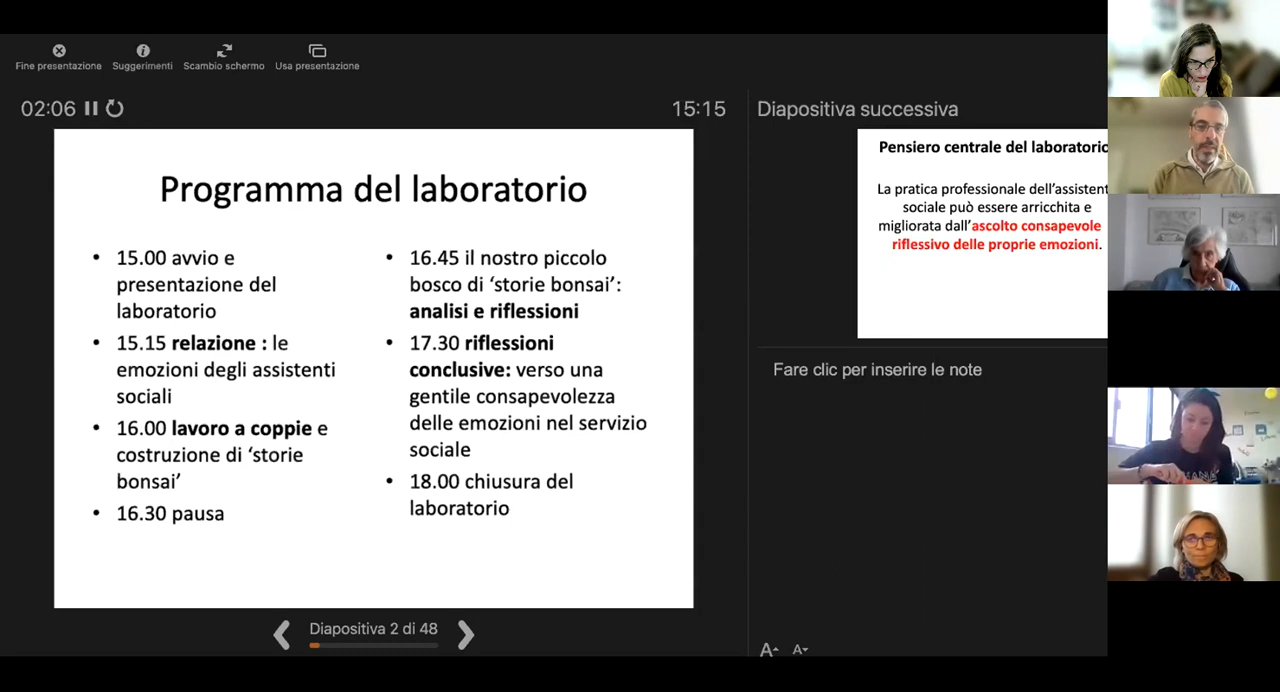 Fine presentazione Suggerimenti Scambio schermo Usa presentazione
02:06
15:15
Programma del laboratorio
• 15.00 avvio e
presentazione del
laboratorio
• 15.15 relazione : le
emozioni degli assistenti
sociali
• 16.00 lavoro a coppie e
costruzione di ‘storie
bonsai’
• 16.30 pausa
• 16.45 il nostro piccolo
bosco di ‘storie bonsai’:
analisi e riflessioni
• 17.30 riflessioni
conclusive: verso una
gentile consapevolezza
delle emozioni nel servizio
sociale
• 18.00 chiusura del
laboratorio
Diapositiva 2 di 48
Diapositiva successiva
Pensiero centrale del laboratorio
La pratica professionale dell’assistent
sociale può essere arricchita e
migliorata dall’ascolto consapevole
riflessivo delle proprie emozioni.
Fare clic per inserire le note
A A